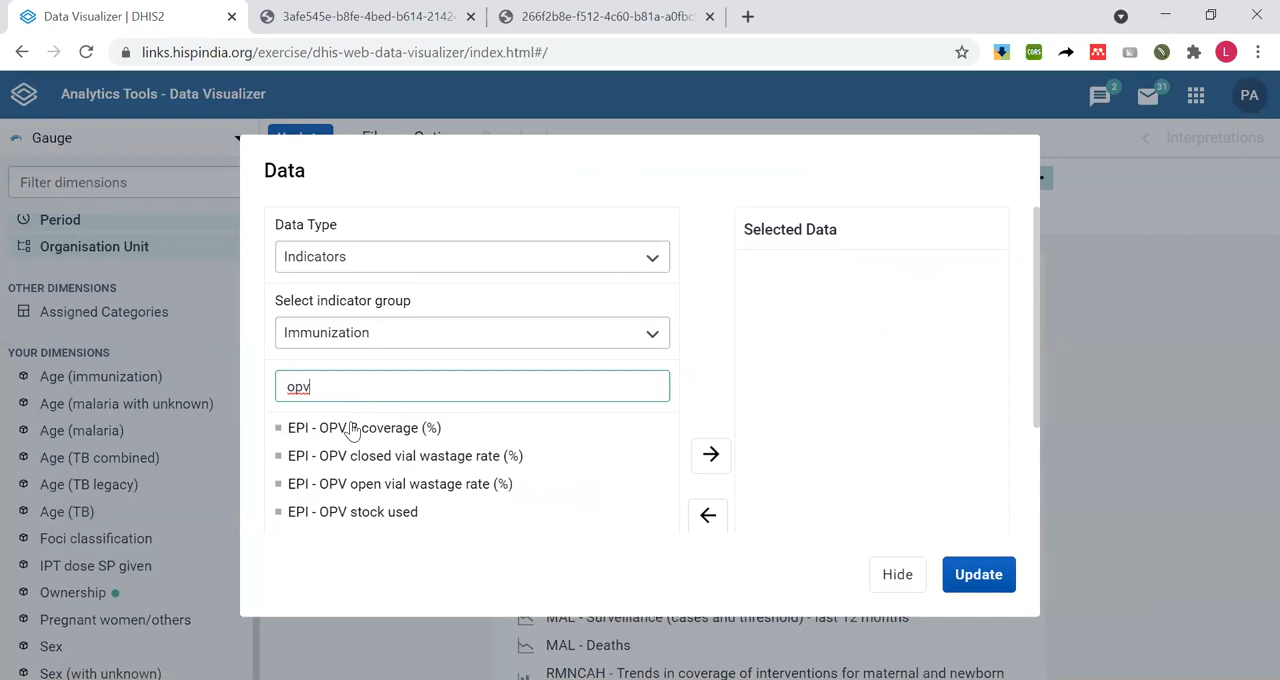 Data Visualizer | DHIS2
3afe545e-b8fe-4bed-b614-2142
266f2b8e-f512-4c60-b81a-a0fbc
links.hispindia.org/exercise/dhis-web-data-visualizer/index.html#/
CORS
L
Analytics Tools - Data Visualizer
2
31
PA
Gauge
File
Interpretations
Filter dimensions
Period
Organisation Unit
OTHER DIMENSIONS
Assigned Categories
YOUR DIMENSIONS
Age (immunization)
Age (malaria with unknown)
Age (malaria)
Age (TB combined)
Age (TB legacy)
Age (TB)
Foci classification
IPT dose SP given
Ownership
Pregnant women/others
Sex
Sex (with unknown)
Data
Data Type
Indicators
Select indicator group
Immunization
opv
EPI - OPV coverage (%)
EPI - OPV closed vial wastage rate (%)
EPI - OPV open vial wastage rate (%)
EPI - OPV stock used
Selected Data
Hide
Update
MAL - Surveillance (cases and threshold) - last 12 months
MAL - Deaths
RMNCAH - Trends in coverage of interventions for maternal and newborn